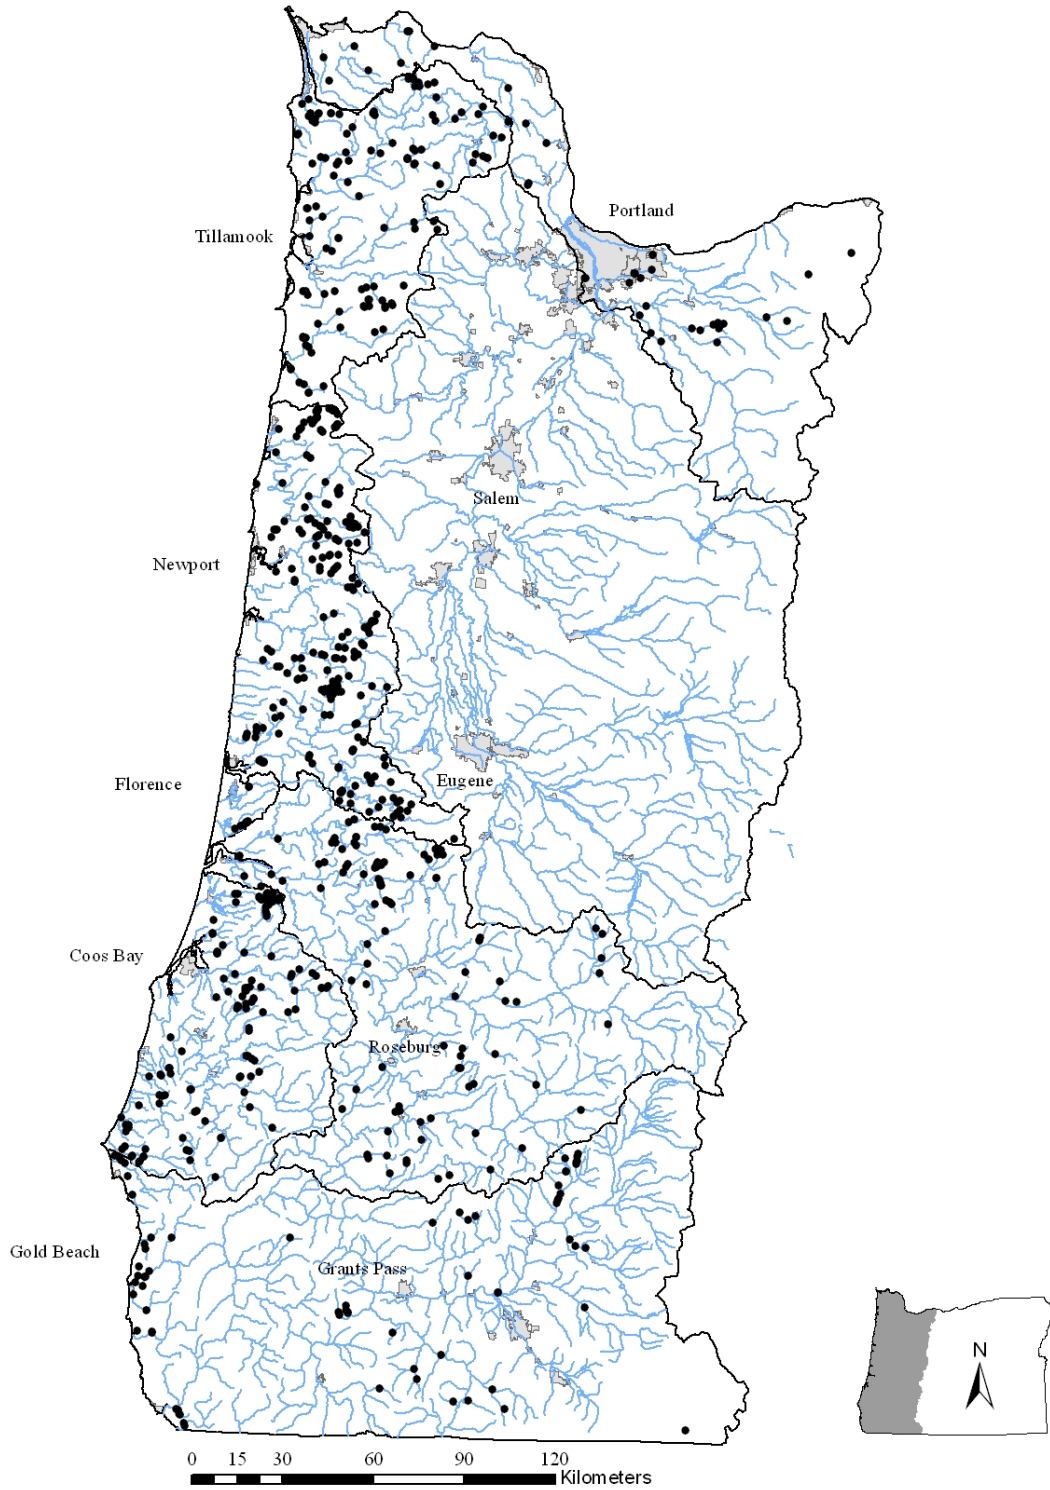 Portland
Tillamook
Salem
Newport
Florence
Eugene
Coos Bay
Roseburg
Gold Beach
Grants Pass
N
0 15 30 60 90 120
Kilometers